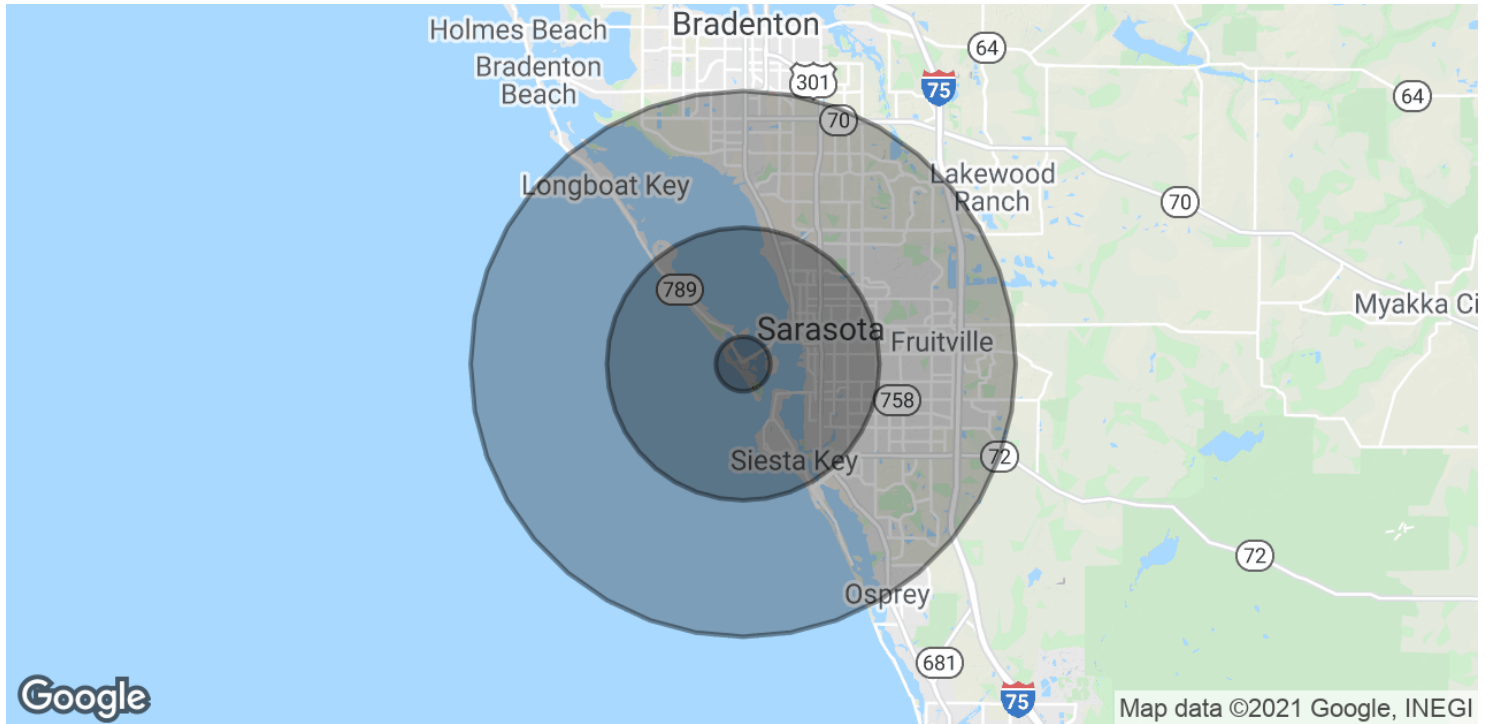 Bradenton
Holmes Beach
64
Bradenton
Beach
301
75
64
70
Lakewood
Ranch
Longboat Key
70
789
Myakka Ci
Sarasota
Fruitville
758
Siesta Key
72
72
Osprey
681
75
Google
Map data ©2021 Google, INEGI